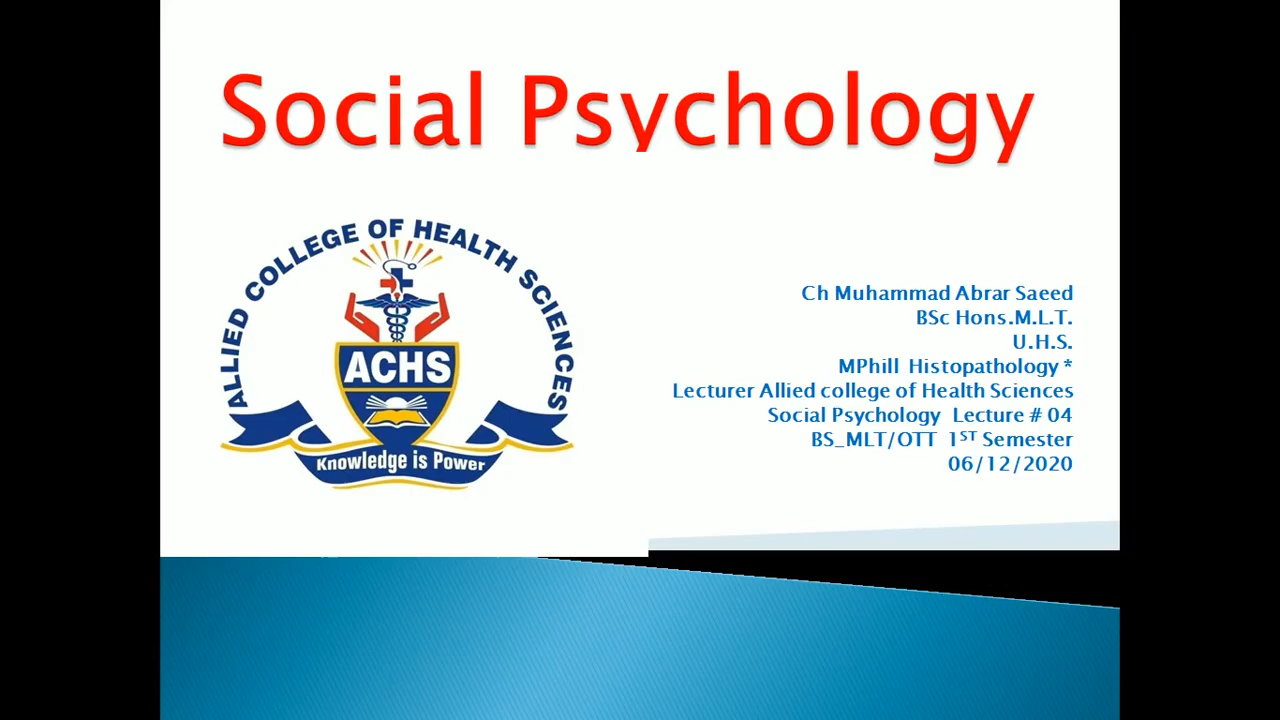 Social Psychology
ALLIED COLLEGE OF HEALTH SCIENCES
ACHS
Knowledge is Power
Ch Muhammad Abrar Saeed
BSc Hons.M.L.T.
U.H.S.
MPhill Histopathology *
Lecturer Allied college of Health Sciences
Social Psychology Lecture # 04
BS_MLT/OTT 1ST Semester
06/12/2020